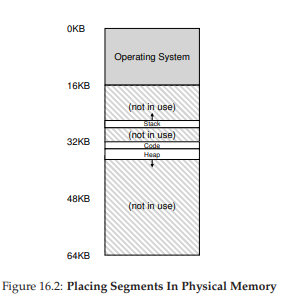 0KB
Operating System
16KB
(not in use)
Stack
(not in use)
32KB
Code
Heap
48KB
(not in use)
64KB
Figure 16.2: Placing Segments In Physical Memory